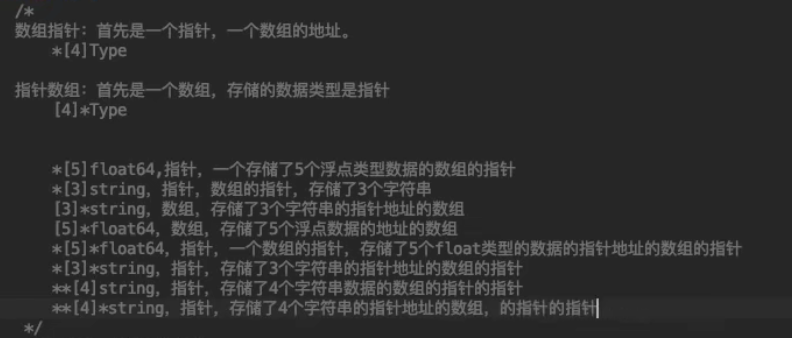 /*
数组指针：首先是一个指针，一个数组的地址。
*[4]Type
指针数组：首先是一个数组，存储的数据类型是指针
[4]*Type
*[5]float64,指针，一个存储了5个浮点类型数据的数组的指针
*[3]string，指针，数组的指针，存储了3个字符串
[3]*string，数组，存储了3个字符串的指针地址的数组
[5]*float64，数组，存储了5个浮点数据的地址的数组
*[5]*float64，指针，一个数组的指针，存储了5个float类型的数据的指针地址的数组的指针
*[3]*string，指针，存储了3个字符串的指针地址的数组的指针
**[4]string，指针，存储了4个字符串数据的数组的指针的指针
**[4]*string，指针，存储了4个字符串的指针地址的数组，的指针的指针
*/